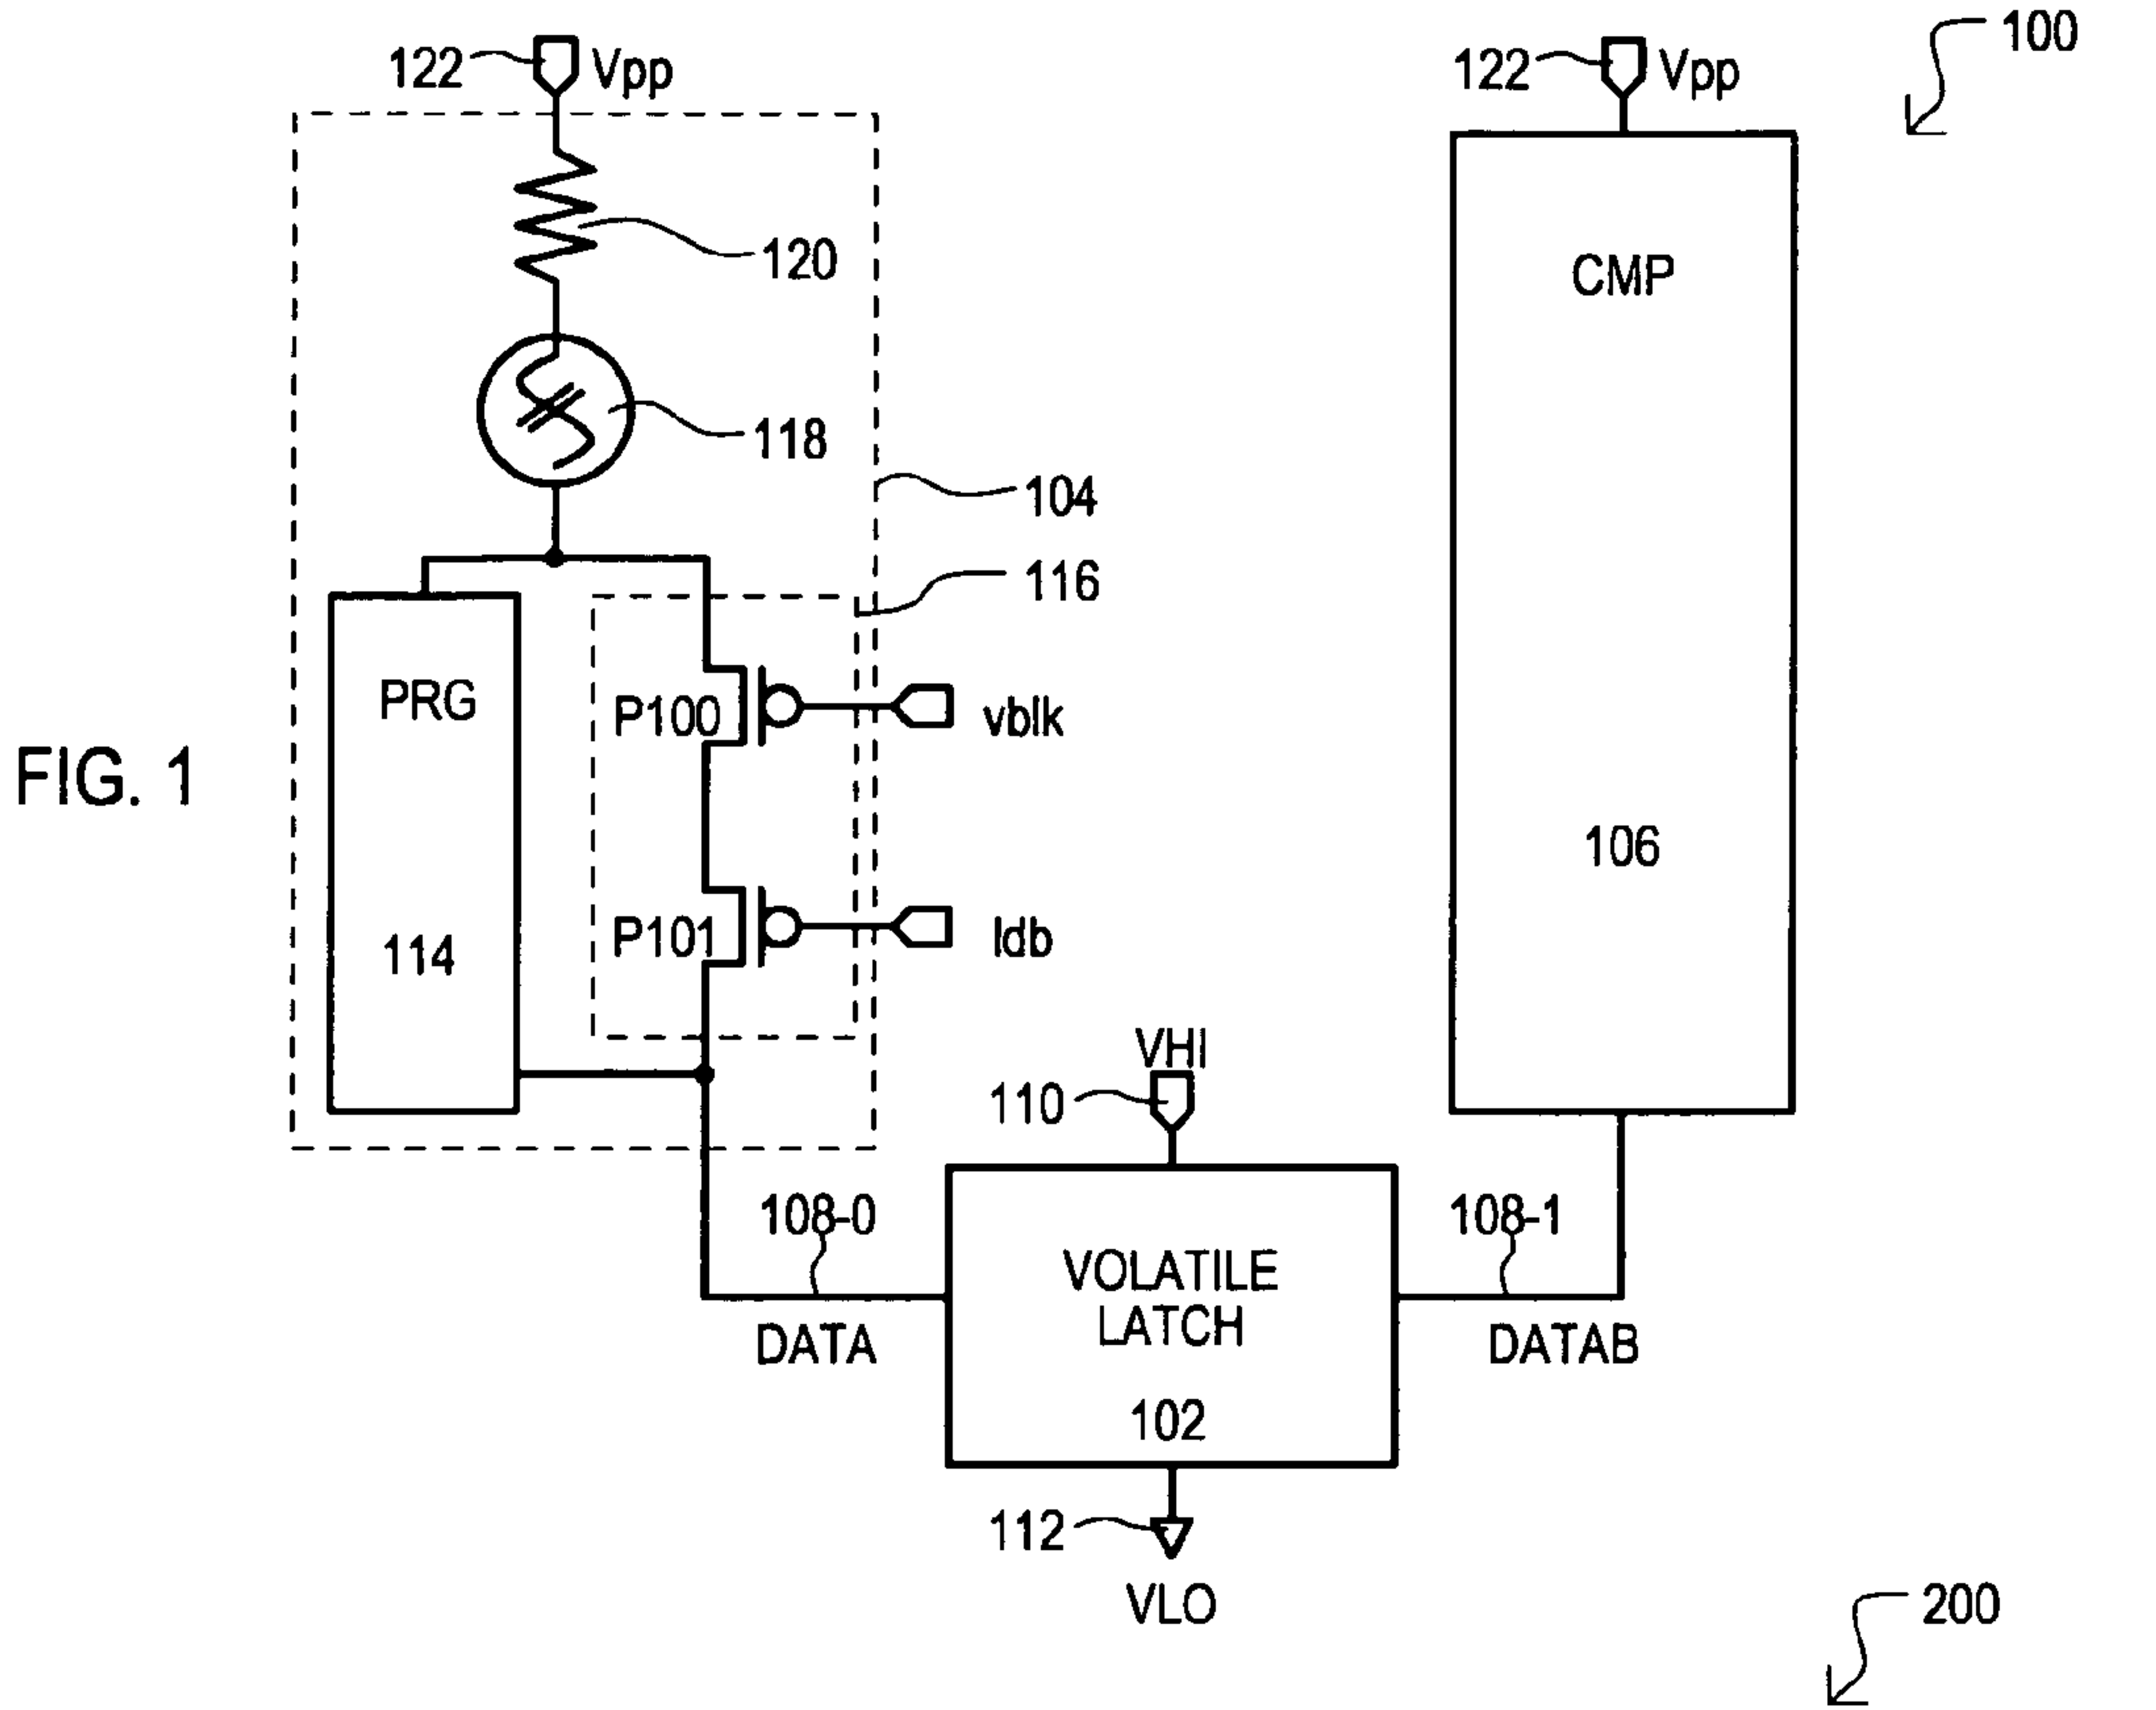 100
122 Vpp
122 Vpp
120
CMP
118
104
116
PRG
P100
vblk
FIG. 1
106
P101
ldb
114
VHI
110
108-0
108-1
VOLATILE
LATCH
DATA
DATAB
102
112
VLO
200